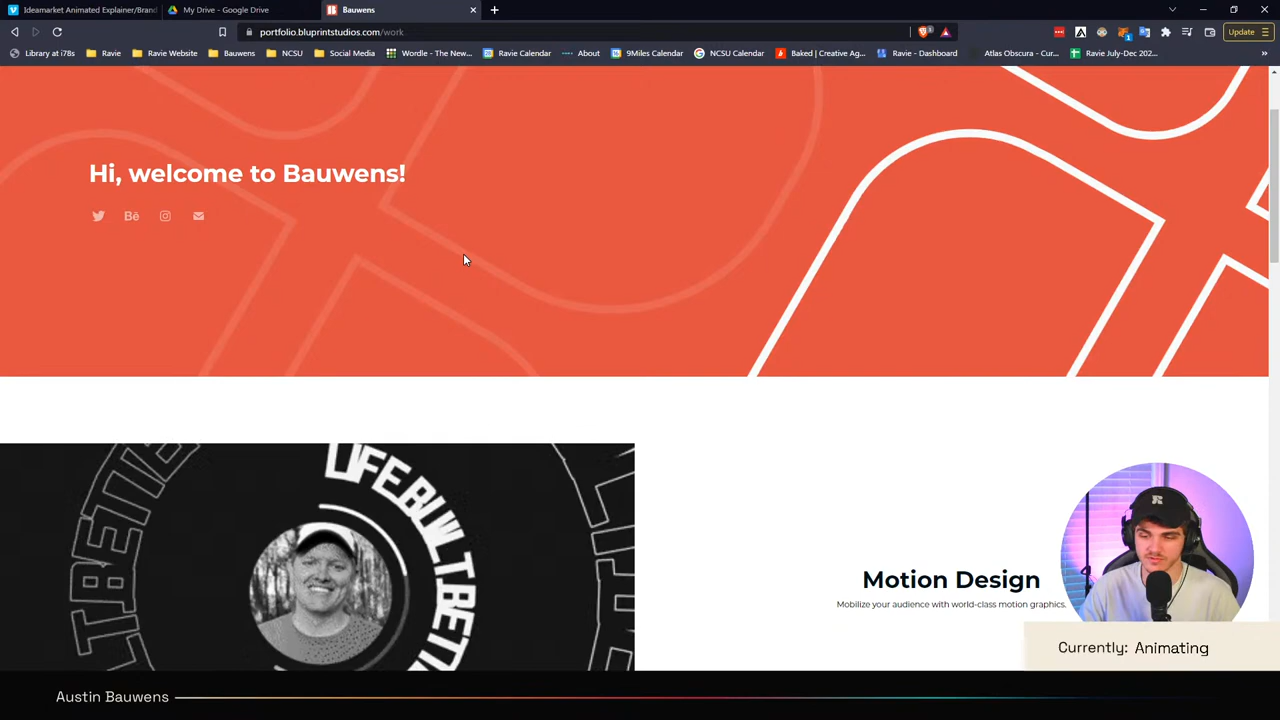 Ideamarket Animated Explainer/Brand
My Drive - Google Drive
Bauwens
portfolio.bluprintstudios.com/work
Update
Library at i78s
Ravie
Ravie Website
Bauwens
NCSU
Social Media
Wordle - The New...
Ravie Calendar
About
9Miles Calendar
NCSU Calendar
Baked | Creative Ag...
Ravie - Dashboard
Atlas Obscura - Cur...
Ravie July-Dec 202...
Hi, welcome to Bauwens!
Bē
LIFEBUILTBETTE
Motion Design
Mobilize your audience with world-class motion graphics.
Currently: Animating
Austin Bauwens